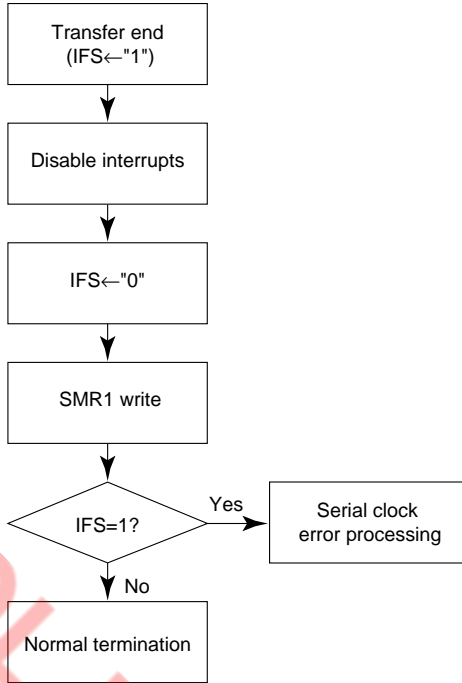 Transfer end
(IFS←"1")
Disable interrupts
IFS←"0"
SMR1 write
IFS=1?
Yes
Serial clock
error processing
No
Normal termination